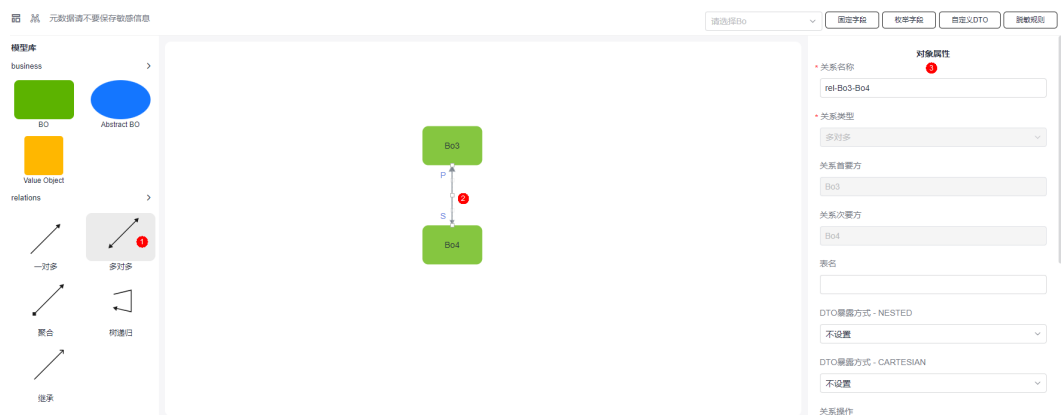 元数据请不要保存敏感信息
请选择Bo
固定字段
枚举字段
自定义DTO
脱敏规则
模型库
business
BO
Abstract BO
Value Object
relations
一对多
1
多对多
聚合
树递归
继承
Bo3
P
2
S
Bo4
对象属性
* 关系名称
3
rel-Bo3-Bo4
* 关系类型
多对多
关系首要方
Bo3
关系次要方
Bo4
表名
DTO暴露方式 - NESTED
不设置
DTO暴露方式 - CARTESIAN
不设置
关系操作